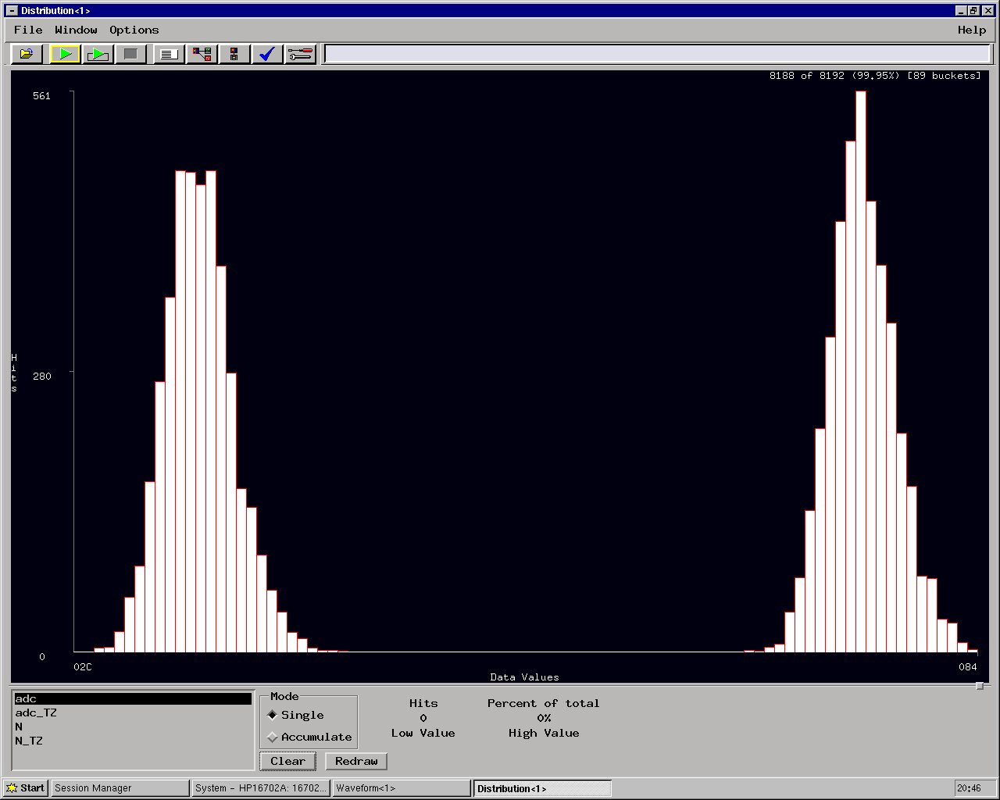 Distribution<1>
File Window Options Help
8188 of 8192 (99.95%) [89 buckets]
561
Hits
280
0
02C 084
Data Values
adc
adc_TZ
N
N_TZ
Mode
Single
Accumulate
Clear Redraw
Hits Percent of total
0 0%
Low Value High Value
Start Session Manager System - HP16702A: 16702... Waveform<1> Distribution<1> 20:46